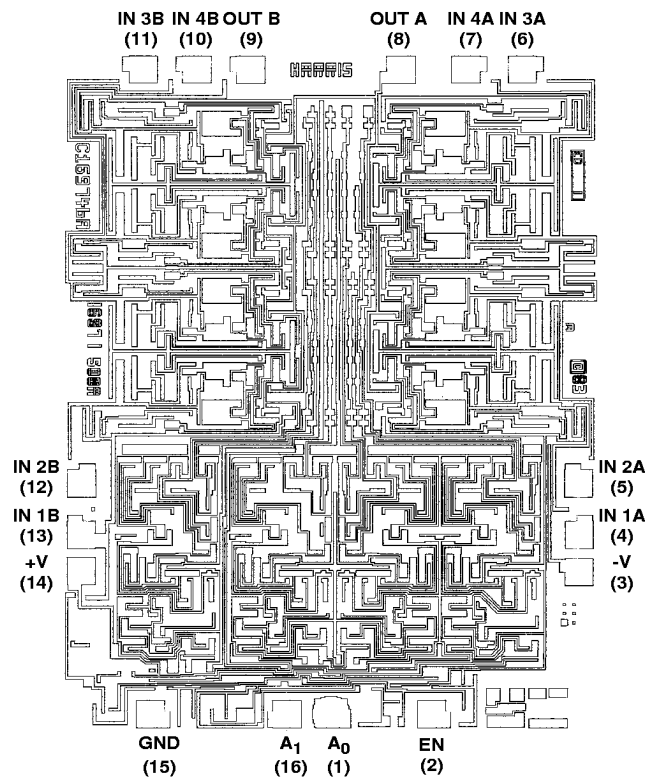 IN 3B IN 4B OUT B OUT A IN 4A IN 3A
(11) (10) (9) (8) (7) (6)
HARRIS
IN 2B IN 2A
(12) (5)
IN 1B IN 1A
(13) (4)
+V -V
(14) (3)
GND A1 A0 EN
(15) (16) (1) (2)